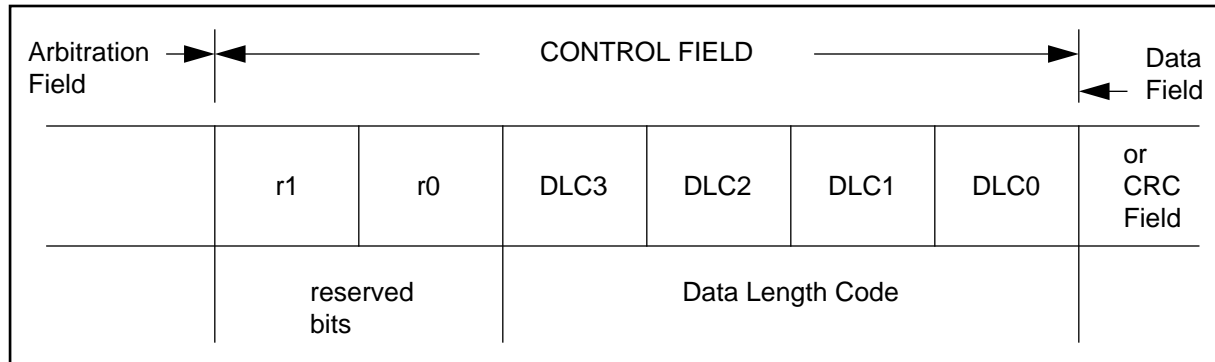 Arbitration
Field
CONTROL FIELD
Data
Field
r1 r0 DLC3 DLC2 DLC1 DLC0
or
CRC
Field
reserved
bits
Data Length Code